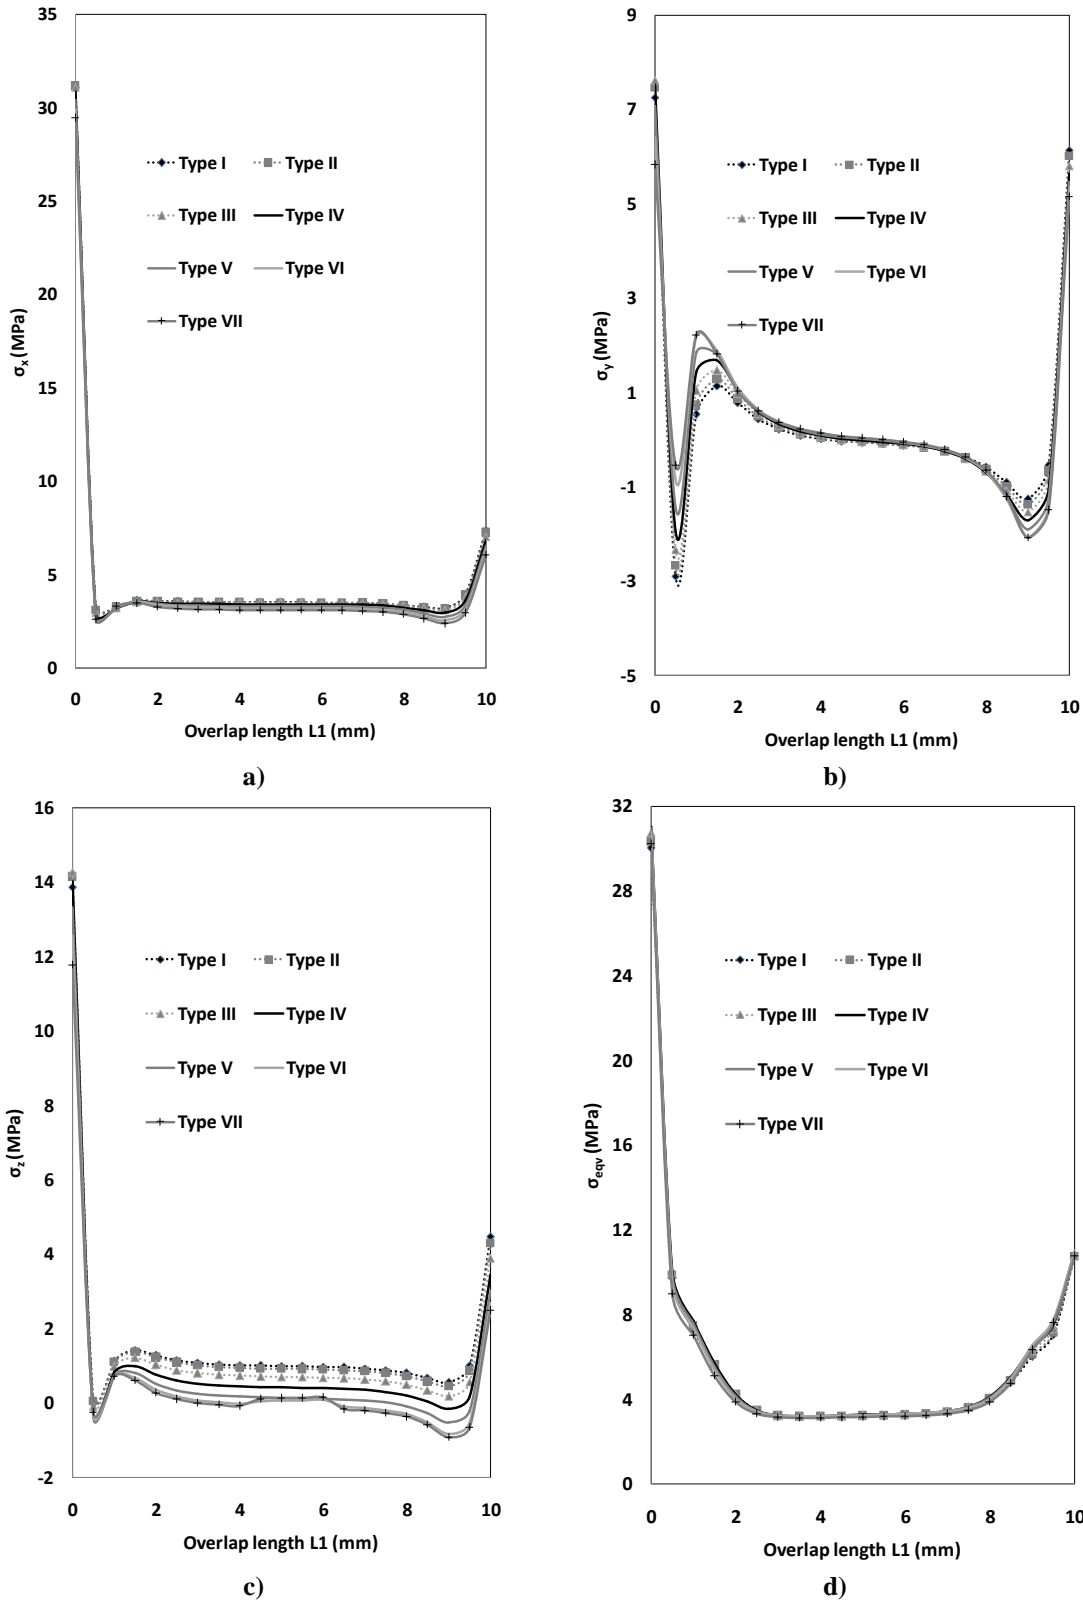 35
30
25
20
15
10
5
0
σx (MPa)
Type I Type II
Type III Type IV
Type V Type VI
Type VII
0 2 4 6 8 10
Overlap length L1 (mm)
a)
9
7
5
3
1
-1
-3
-5
σy (MPa)
Type I Type II
Type III Type IV
Type V Type VI
Type VII
0 2 4 6 8 10
Overlap length L1 (mm)
b)
16
14
12
10
8
6
4
2
0
-2
σz (MPa)
Type I Type II
Type III Type IV
Type V Type VI
Type VII
0 2 4 6 8 10
Overlap length L1 (mm)
c)
32
28
24
20
16
12
8
4
0
σeqv (MPa)
Type I Type II
Type III Type IV
Type V Type VI
Type VII
0 2 4 6 8 10
Overlap length L1 (mm)
d)